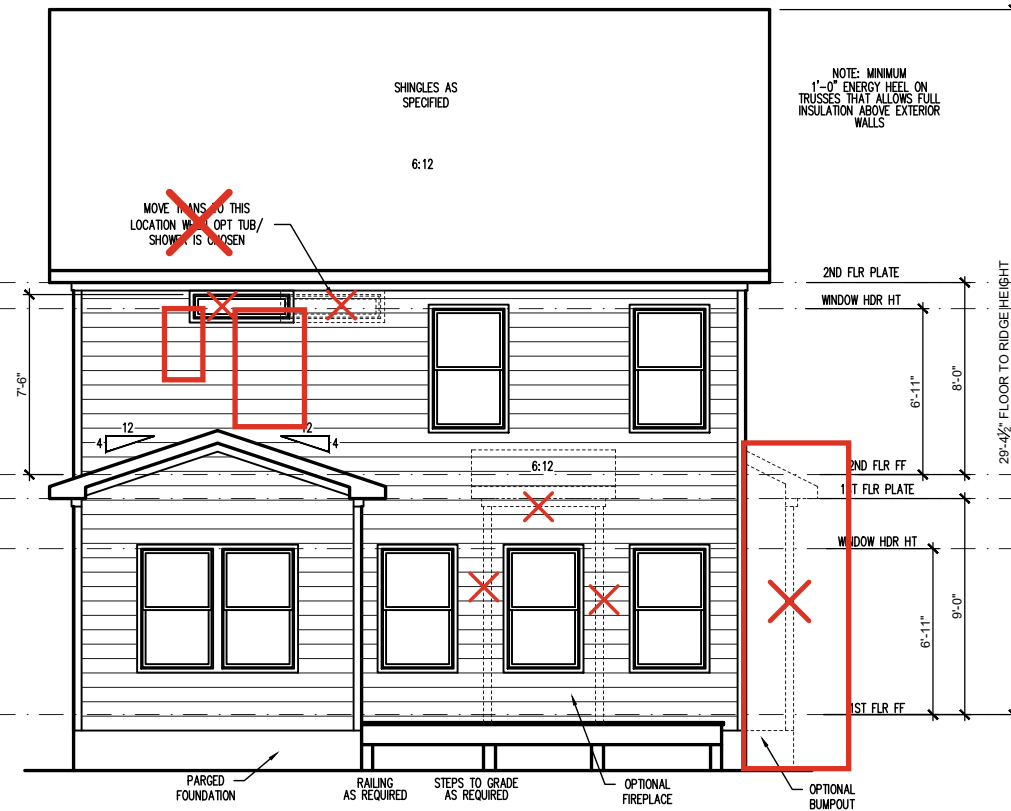 SHINGLES AS
SPECIFIED
6:12
NOTE: MINIMUM
1'-0" ENERGY HEEL ON
TRUSSES THAT ALLOWS FULL
INSULATION ABOVE EXTERIOR
WALLS
MOVE TRANS TO THIS
LOCATION WHEN OPT TUB/
SHOWER IS CHOSEN
2ND FLR PLATE
WINDOW HDR HT
29'-4½" FLOOR TO RIDGE HEIGHT
7'-6"
6'-11"
8'-0"
12
4
12
4
6:12
2ND FLR FF
1ST FLR PLATE
WINDOW HDR HT
6'-11"
9'-0"
1ST FLR FF
PARGED
FOUNDATION
RAILING
AS REQUIRED
STEPS TO GRADE
AS REQUIRED
OPTIONAL
FIREPLACE
OPTIONAL
BUMPOUT